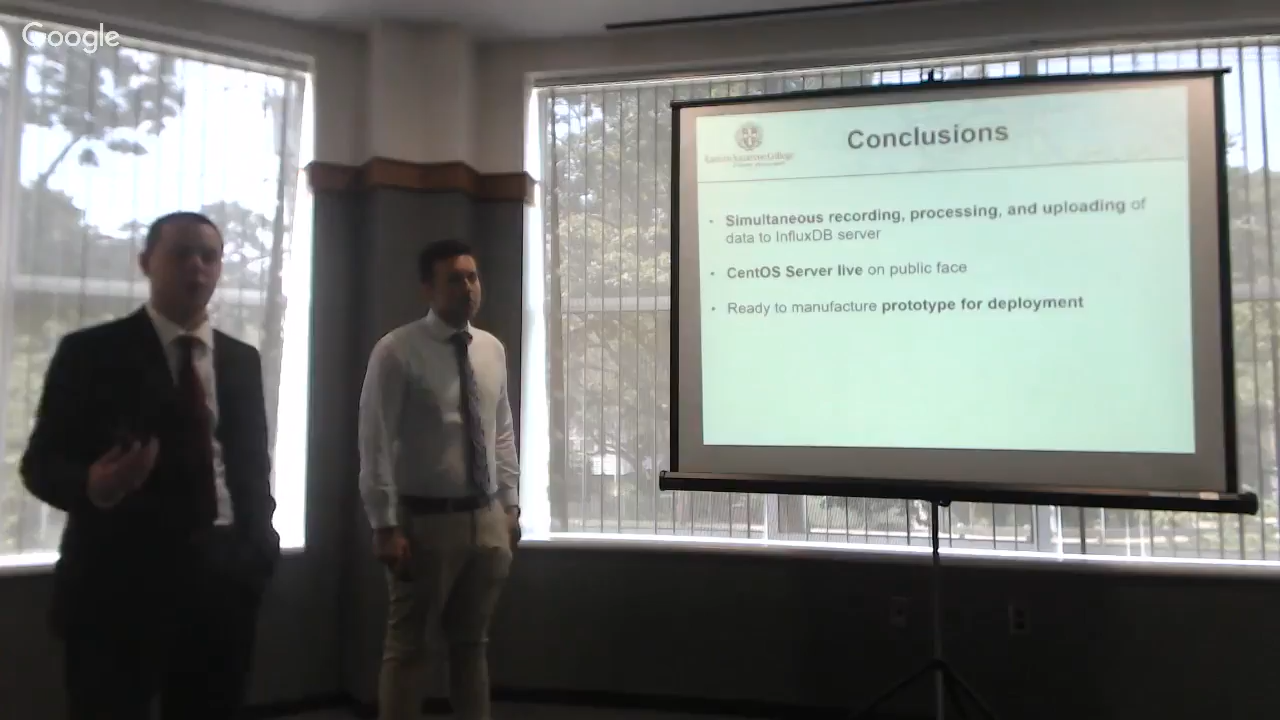 Google
Conclusions
Simultaneous recording, processing, and uploading of
data to InfluxDB server
CentOS Server live on public face
Ready to manufacture prototype for deployment